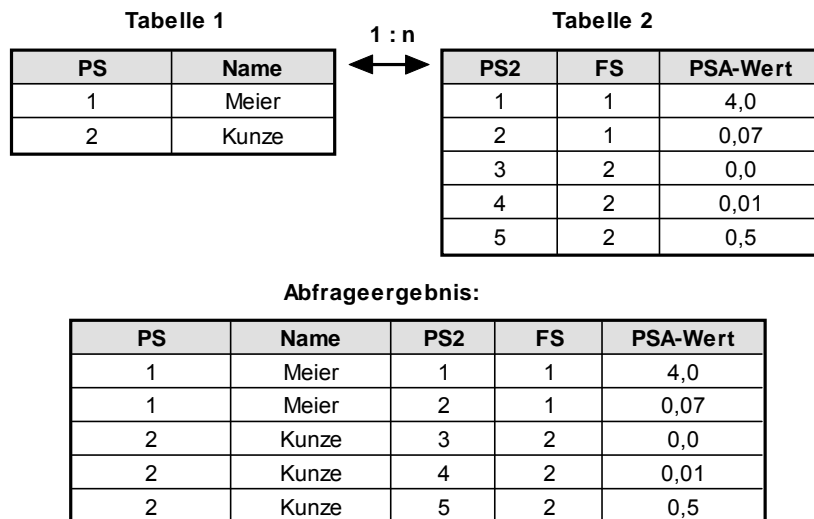 Tabelle 1
1 : n
Tabelle 2
PS Name
1 Meier
2 Kunze
PS2 FS PSA-Wert
1 1 4,0
2 1 0,07
3 2 0,0
4 2 0,01
5 2 0,5
Abfrageergebnis:
PS Name PS2 FS PSA-Wert
1 Meier 1 1 4,0
1 Meier 2 1 0,07
2 Kunze 3 2 0,0
2 Kunze 4 2 0,01
2 Kunze 5 2 0,5